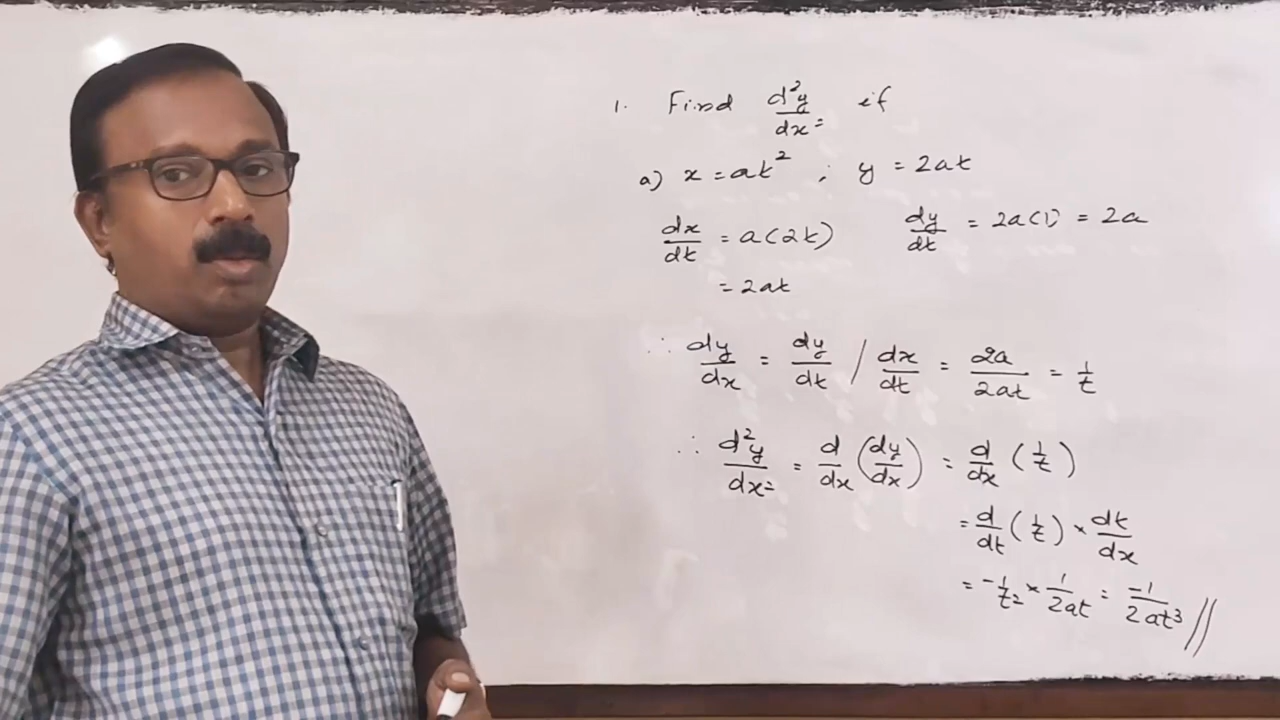 1. Find d²y/dx² if
a) x = at² ; y = 2at
dx/dt = a(2t) dy/dt = 2a(1) = 2a
= 2at
∴ dy/dx = dy/dt / dx/dt = 2a/2at = 1/t
∴ d²y/dx² = d/dx (dy/dx) = d/dx (1/t)
= d/dt (1/t) × dt/dx
= -1/t² × 1/2at = -1/2at³ //